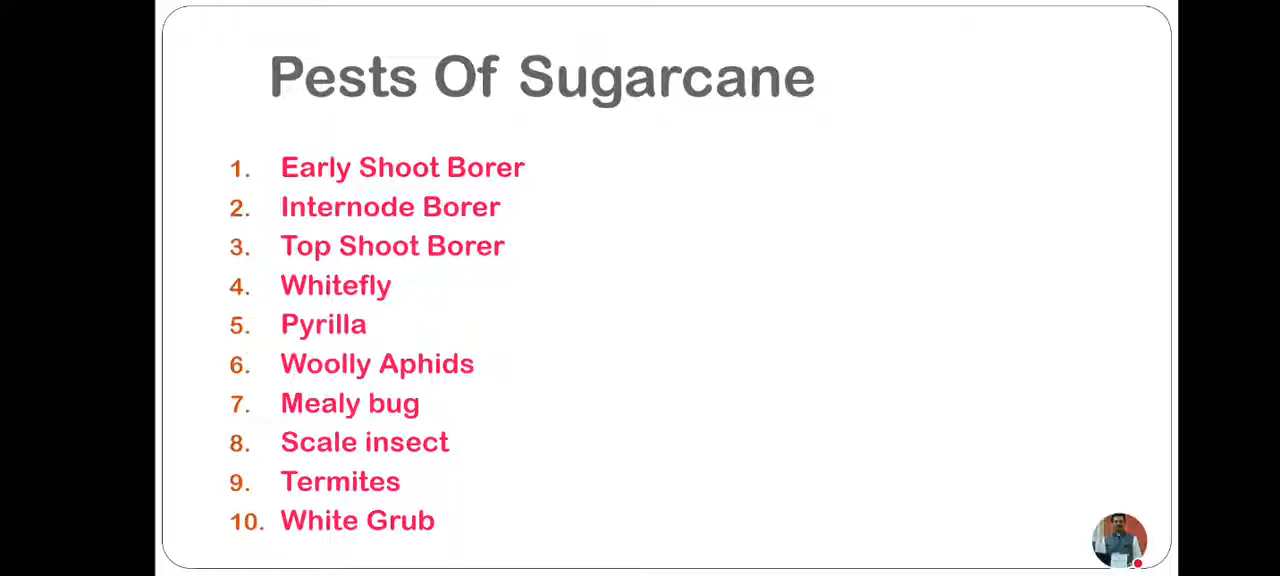 Pests Of Sugarcane
1. Early Shoot Borer
2. Internode Borer
3. Top Shoot Borer
4. Whitefly
5. Pyrilla
6. Woolly Aphids
7. Mealy bug
8. Scale insect
9. Termites
10. White Grub